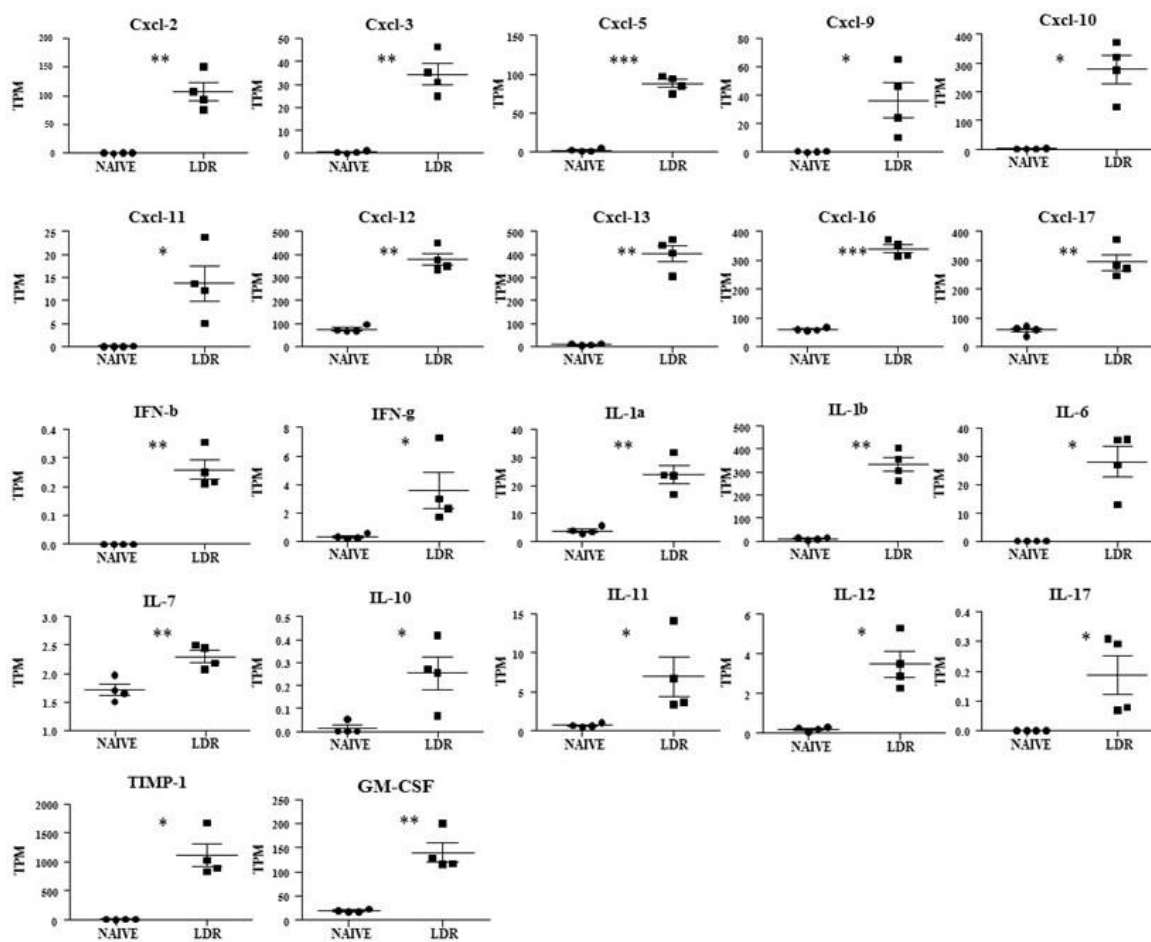 Cxcl-2 Cxcl-3 Cxcl-5 Cxcl-9 Cxcl-10
200 150 100 50 0 TPM ** NAIVE LDR
50 40 30 20 10 0 TPM ** NAIVE LDR
150 100 50 0 TPM *** NAIVE LDR
80 60 40 20 0 TPM * NAIVE LDR
400 300 200 100 0 TPM * NAIVE LDR
Cxcl-11 Cxcl-12 Cxcl-13 Cxcl-16 Cxcl-17
25 20 15 10 5 0 TPM * NAIVE LDR
500 400 300 200 100 0 TPM ** NAIVE LDR
500 400 300 200 100 0 TPM ** NAIVE LDR
400 300 200 100 0 TPM *** NAIVE LDR
400 300 200 100 0 TPM ** NAIVE LDR
IFN-b IFN-g IL-1a IL-1b IL-6
0.4 0.3 0.2 0.1 0.0 TPM ** NAIVE LDR
8 6 4 2 0 TPM * NAIVE LDR
40 30 20 10 0 TPM ** NAIVE LDR
500 400 300 200 100 0 TPM ** NAIVE LDR
40 30 20 10 0 TPM * NAIVE LDR
IL-7 IL-10 IL-11 IL-12 IL-17
3.0 2.5 2.0 1.5 1.0 TPM ** NAIVE LDR
0.5 0.4 0.3 0.2 0.1 0.0 TPM * NAIVE LDR
15 10 5 0 TPM * NAIVE LDR
6 4 2 0 TPM * NAIVE LDR
0.4 0.3 0.2 0.1 0.0 TPM * NAIVE LDR
TIMP-1 GM-CSF
2000 1500 1000 500 0 TPM * NAIVE LDR
250 200 150 100 50 0 TPM ** NAIVE LDR